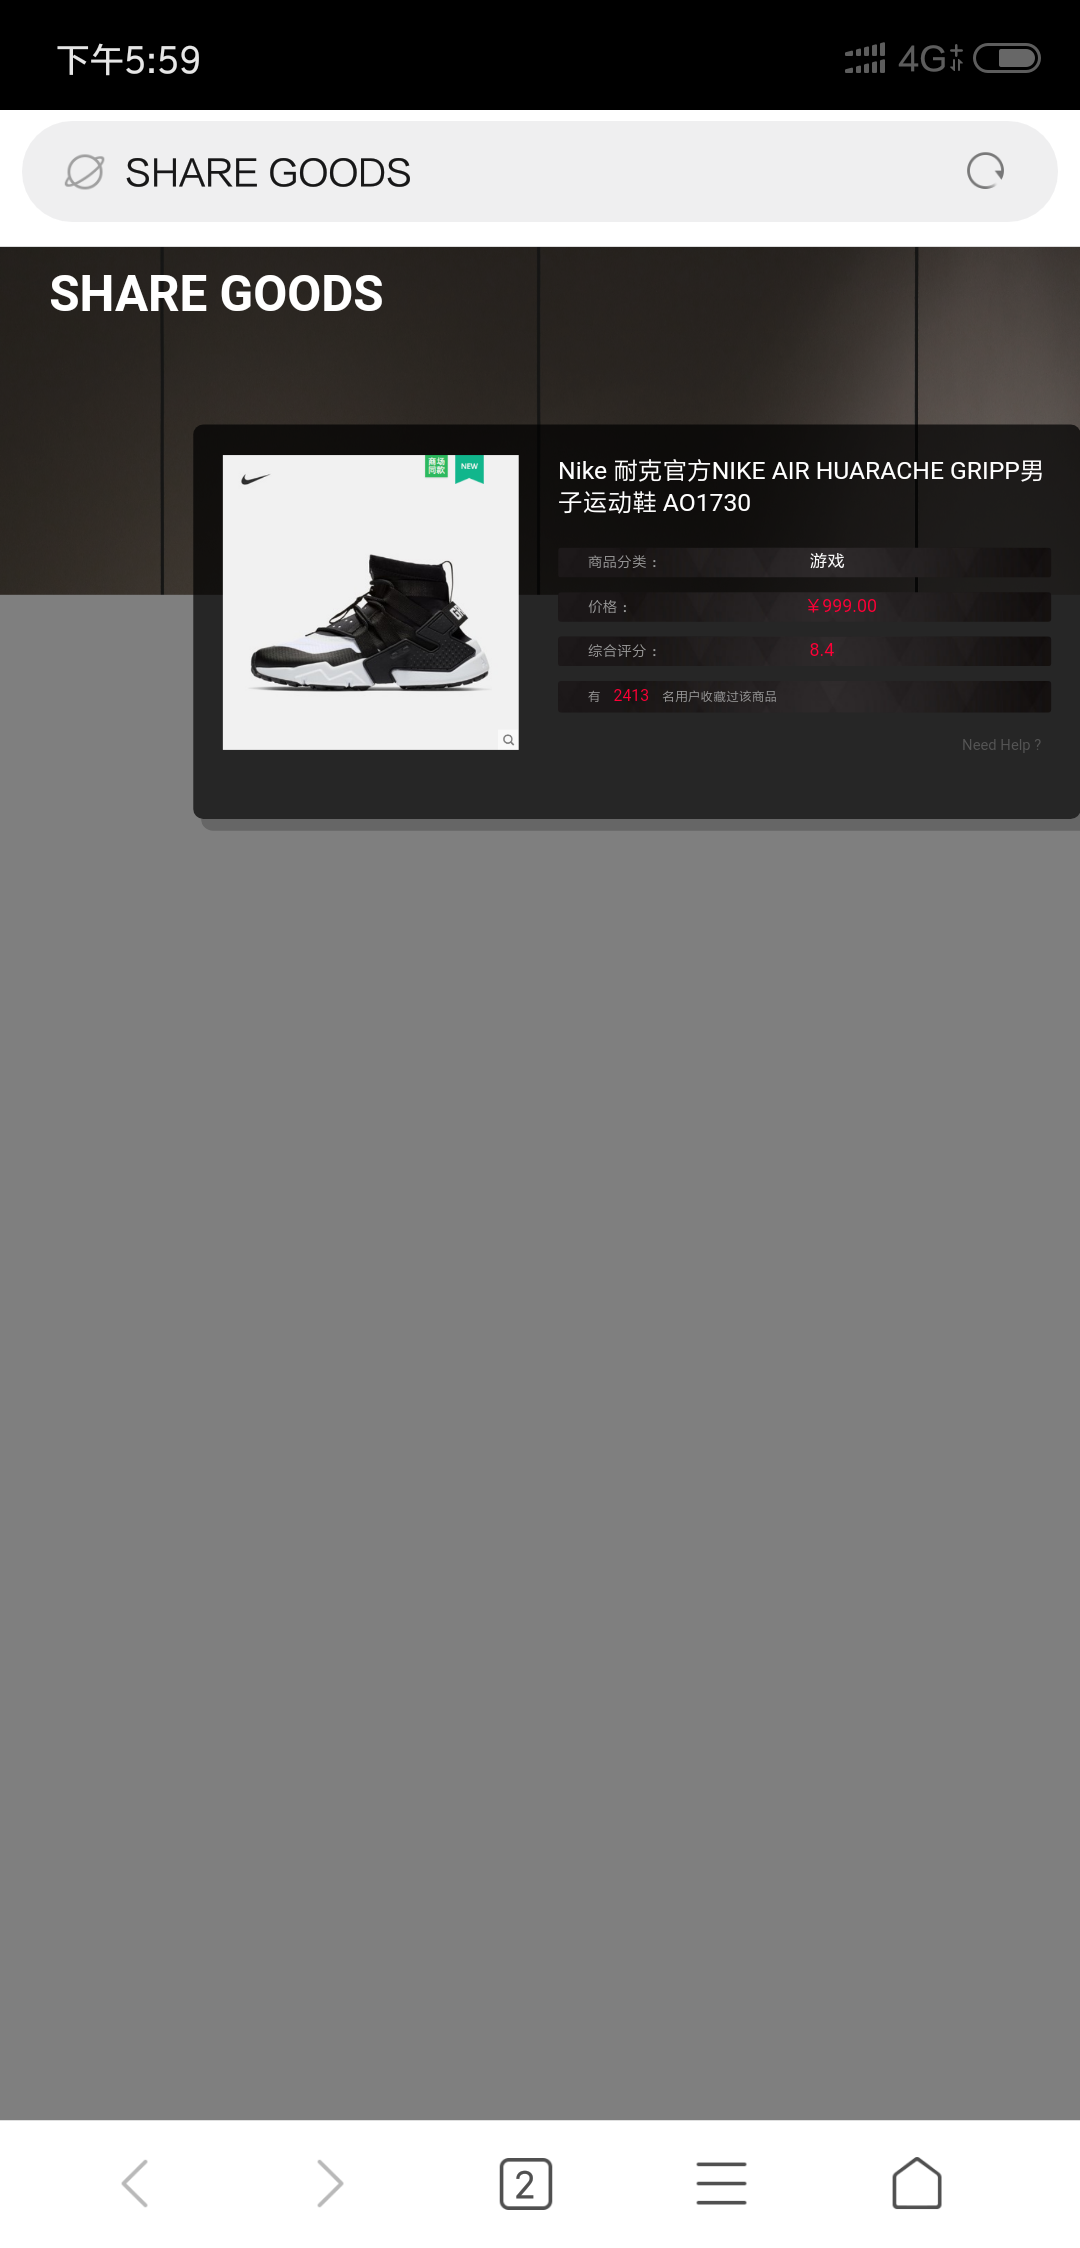 下午5:59
4G
SHARE GOODS
SHARE GOODS
商场
同款
NEW
Nike 耐克官方NIKE AIR HUARACHE GRIPP男
子运动鞋 AO1730
商品分类： 游戏
价格： ￥999.00
综合评分： 8.4
有 2413 名用户收藏过该商品
Need Help ?
2